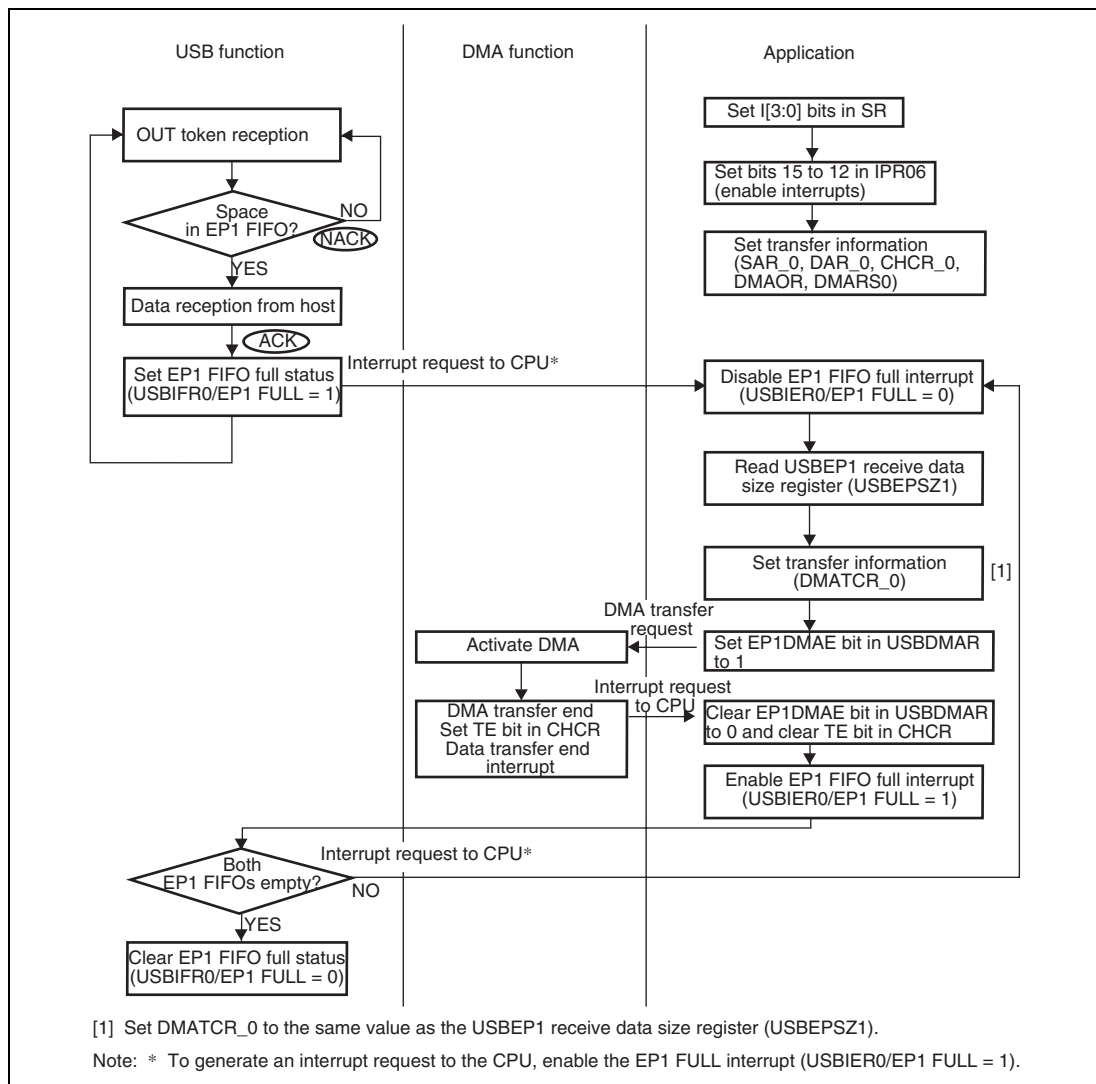 USB function
DMA function
Application
OUT token reception
Space
in EP1 FIFO?
NO
NACK
YES
Data reception from host
ACK
Set EP1 FIFO full status
(USBIFR0/EP1 FULL = 1)
Interrupt request to CPU*
Set I[3:0] bits in SR
Set bits 15 to 12 in IPR06
(enable interrupts)
Set transfer information
(SAR_0, DAR_0, CHCR_0,
DMAOR, DMARS0)
Disable EP1 FIFO full interrupt
(USBIER0/EP1 FULL = 0)
Read USBEP1 receive data
size register (USBEPSZ1)
Set transfer information
(DMATCR_0)
[1]
DMA transfer
request
Set EP1DMAE bit in USBDMAR
to 1
Activate DMA
DMA transfer end
Set TE bit in CHCR
Data transfer end
interrupt
Interrupt request
to CPU
Clear EP1DMAE bit in USBDMAR
to 0 and clear TE bit in CHCR
Enable EP1 FIFO full interrupt
(USBIER0/EP1 FULL = 1)
Both
EP1 FIFOs empty?
Interrupt request to CPU*
NO
YES
Clear EP1 FIFO full status
(USBIFR0/EP1 FULL = 0)
[1] Set DMATCR_0 to the same value as the USBEP1 receive data size register (USBEPSZ1).
Note: * To generate an interrupt request to the CPU, enable the EP1 FULL interrupt (USBIER0/EP1 FULL = 1).